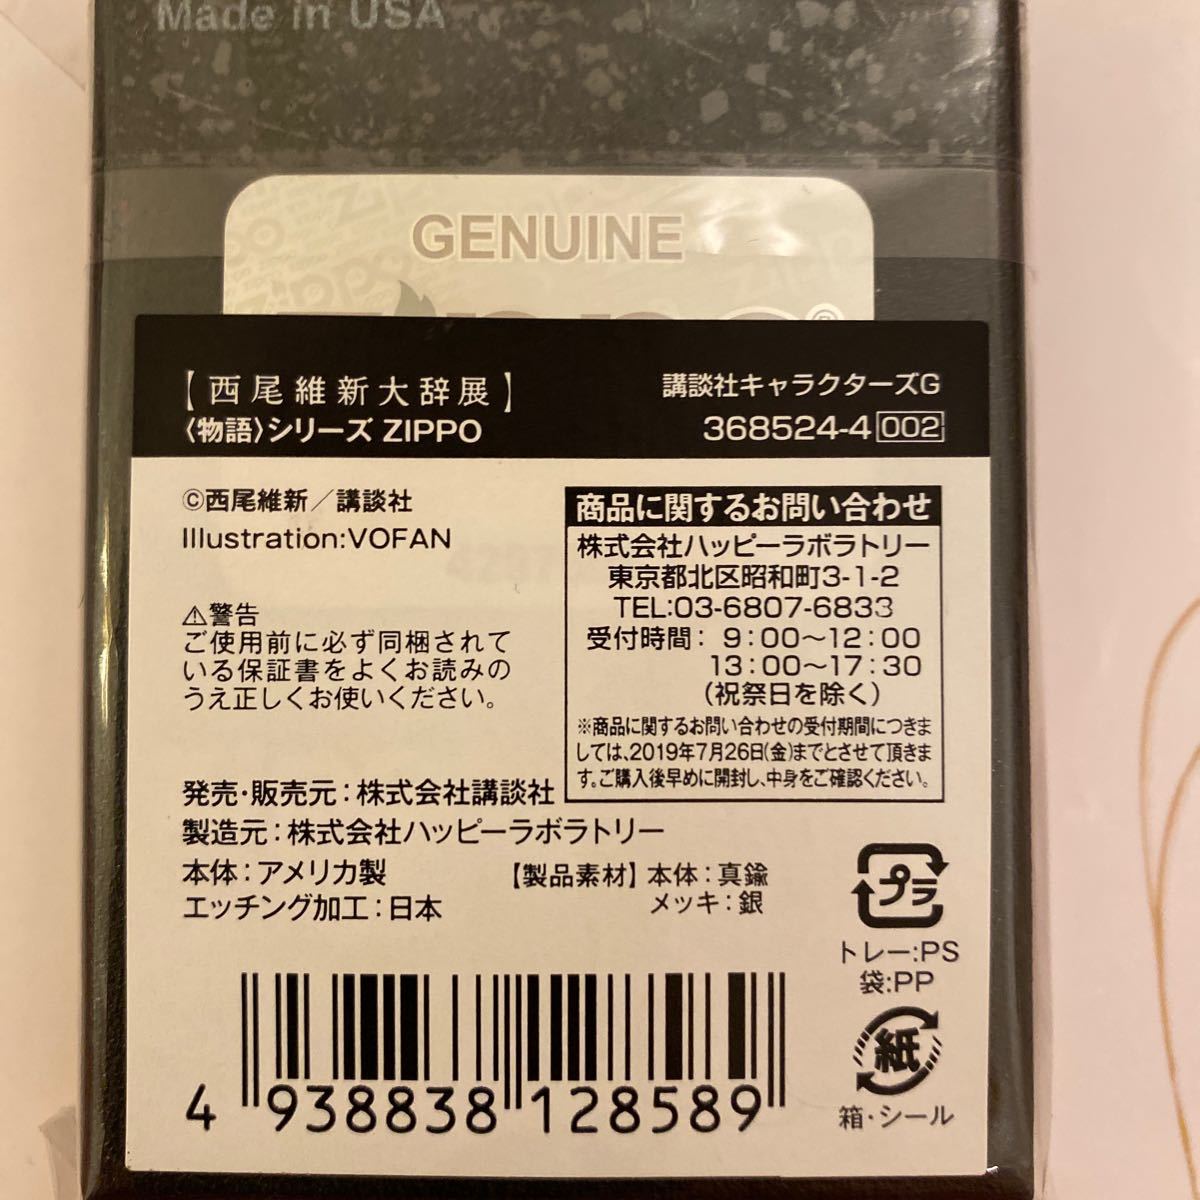 Made in USA
GENUINE
【西尾維新大辞展】
〈物語〉シリーズ ZIPPO
講談社キャラクターズG
368524-4 002
©西尾維新／講談社
Illustration:VOFAN
⚠警告
ご使用前に必ず同梱されて
いる保証書をよくお読みの
うえ正しくお使いください。
商品に関するお問い合わせ
株式会社ハッピーラボラトリー
東京都北区昭和町3-1-2
TEL:03-6807-6833
受付時間：9：00～12：00
13：00～17：30
（祝祭日を除く）
※商品に関するお問い合わせの受付期間につきま
しては、2019年7月26日(金)までとさせて頂きま
す。ご購入後早めに開封し、中身をご確認ください。
発売・販売元：株式会社講談社
製造元：株式会社ハッピーラボラトリー
本体：アメリカ製
エッチング加工：日本
【製品素材】本体：真鍮
メッキ：銀
プラ
トレー:PS
袋:PP
紙
箱・シール
4 938838 128589